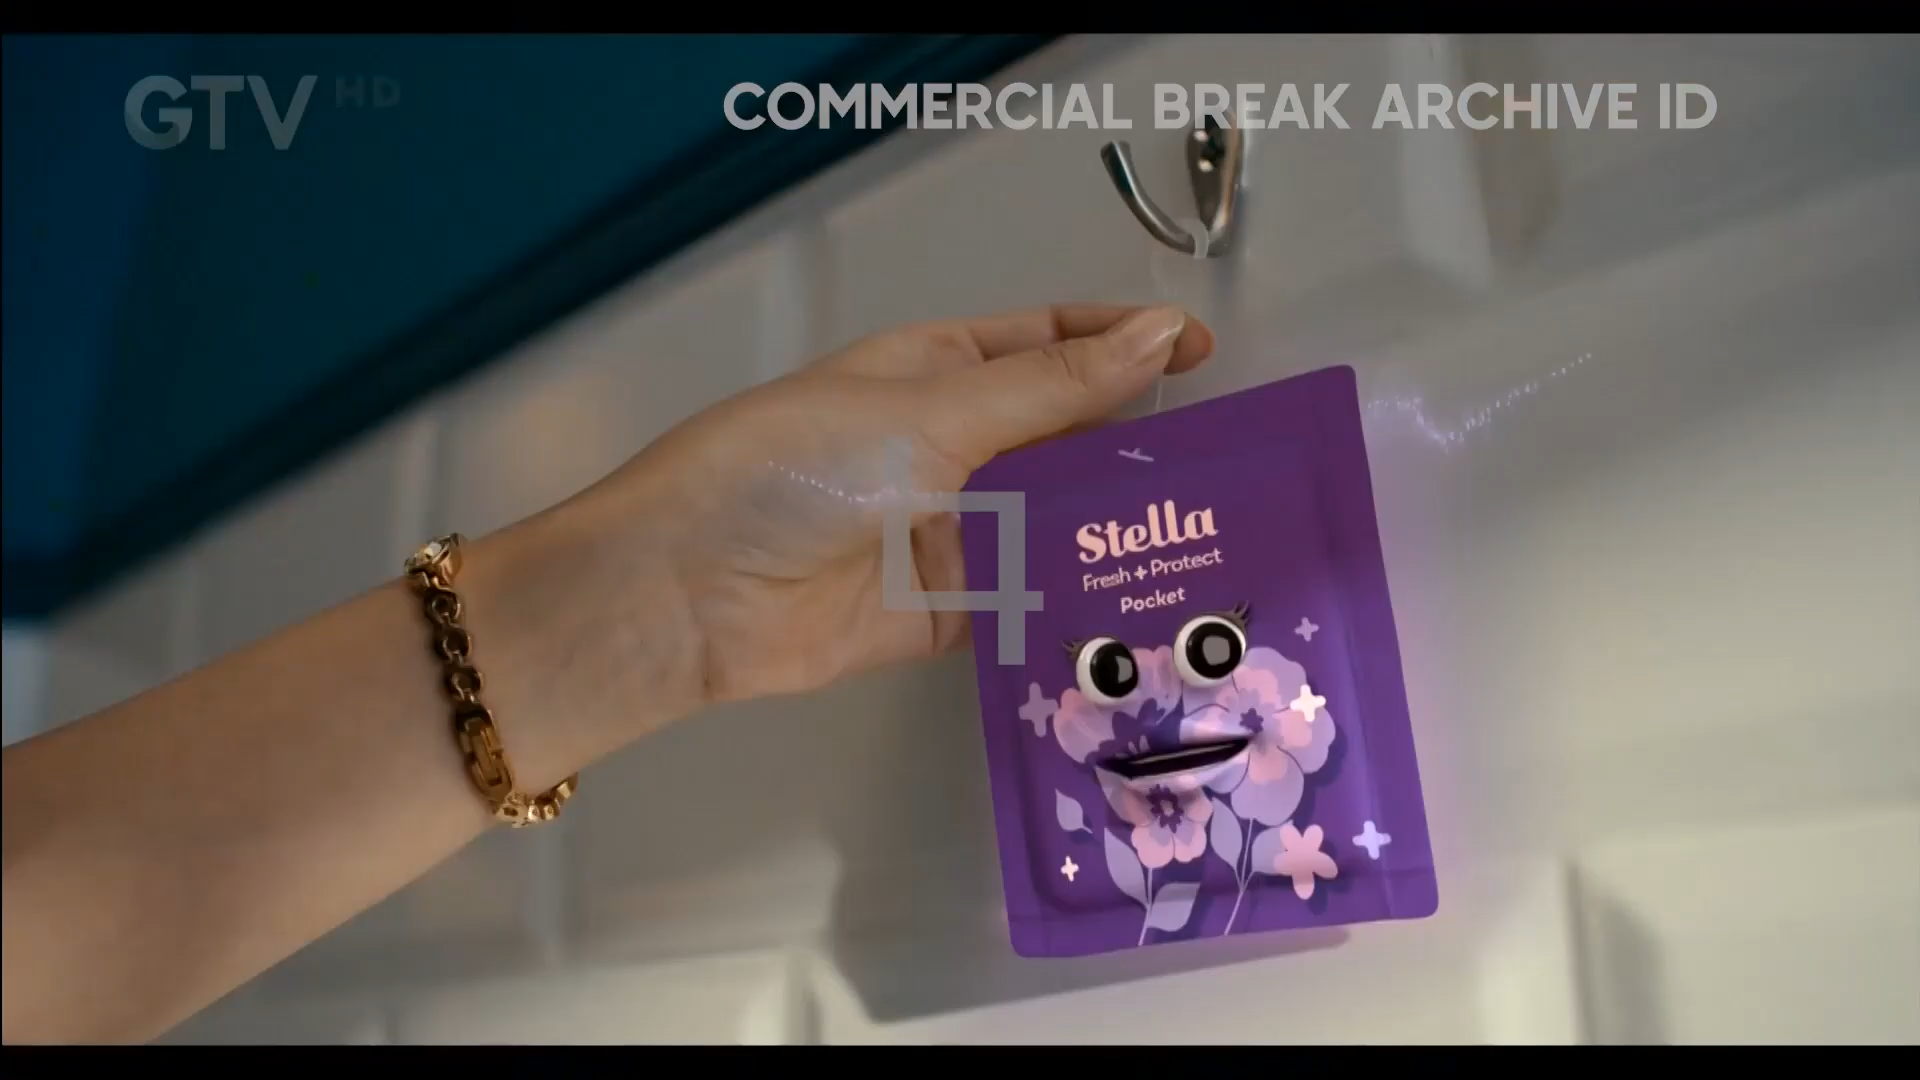 GTV HD
COMMERCIAL BREAK ARCHIVE ID
Stella
Fresh + Protect
Pocket